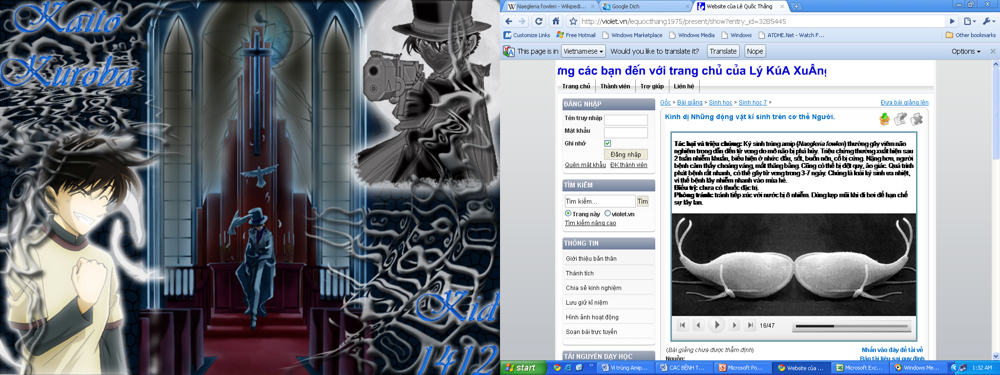 Kaito
Kuroba
Kid
1412
Naegleria fowleri - Wikipedi...
Google Dịch
Website của Lê Quốc Thắng
http://violet.vn/lequocthang1975/present/show?entry_id=3285445
Customize Links
Free Hotmail
Windows Marketplace
Windows Media
Windows
ATDHE.Net - Watch F...
Other bookmarks
This page is in
Vietnamese
Would you like to translate it?
Translate
Nope
Options
ừng các bạn đến với trang chủ của Lý KúA XuÂng
Trang chủ
Thành viên
Trợ giúp
Liên hệ
ĐĂNG NHẬP
Tên truy nhập
Mật khẩu
Ghi nhớ
Đăng nhập
Quên mật khẩu ĐK thành viên
TÌM KIẾM
Tìm kiếm...
Tìm
Trang này violet.vn
Tìm kiếm nâng cao
THÔNG TIN
Giới thiệu bản thân
Thành tích
Chia sẻ kinh nghiệm
Lưu giữ kỉ niệm
Hình ảnh hoạt động
Soạn bài trực tuyến
TÀI NGUYÊN DẠY HỌC
Gốc > Bài giảng > Sinh học > Sinh học 7 >
Đưa bài giảng lên
Kinh dị Những động vật kí sinh trên cơ thể Người.
Tác hại và triệu chứng: Ký sinh trùng amip (Naegleria fowleri) thường gây viêm não
nghiêm trọng dẫn đến tử vong do mô não bị phá hủy. Triệu chứng thường xuất hiện sau
2 tuần nhiễm khuẩn, biểu hiện ở nhức đầu, sốt, buồn nôn, cổ bị cứng. Nặng hơn, người
bệnh cảm thấy choáng váng, mất thăng bằng. Cũng có thể bị đột quỵ, ảo giác. Quá trình
phát bệnh rất nhanh, có thể gây tử vong trong 3-7 ngày. Chúng là loài ký sinh ưa nhiệt,
vì thế bệnh lây nhiễm nhanh vào mùa hè.
Điều trị: chưa có thuốc đặc trị.
Phòng tránh: tránh tiếp xúc với nước bị ô nhiễm. Dùng kẹp mũi khi đi bơi để hạn chế
sự lây lan.
16/47
(Bài giảng chưa được thẩm định)
Nhấn vào đây để tải về
Nguồn:
Báo tài liệu sai quy định
start
Vi trùng Amip...
CÁC BỆNH T...
Microsoft Po...
Website của ...
Microsoft Exc...
Windows Me...
1:32 AM